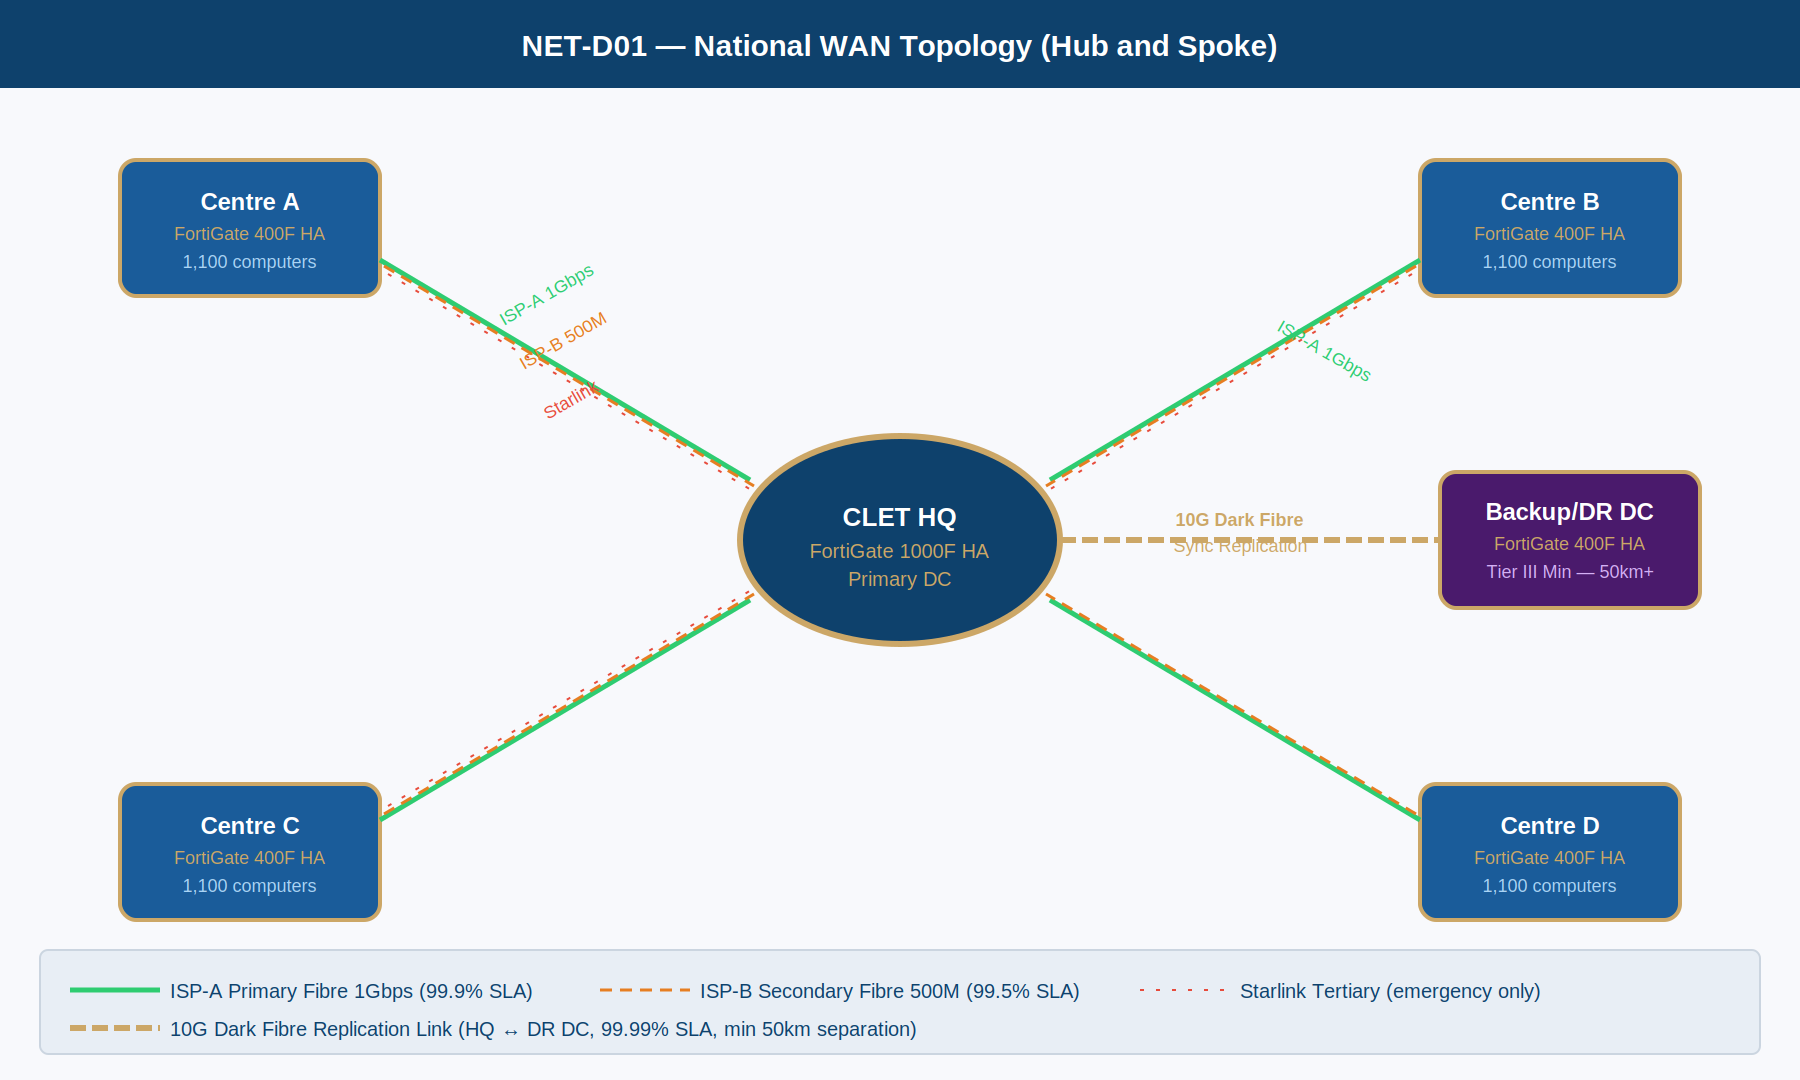 NET-D01 — National WAN Topology (Hub and Spoke)
Centre A
FortiGate 400F HA
1,100 computers
Centre B
FortiGate 400F HA
1,100 computers
ISP-A 1Gbps
ISP-B 500M
Starlink
ISP-A 1Gbps
CLET HQ
FortiGate 1000F HA
Primary DC
10G Dark Fibre
Sync Replication
Backup/DR DC
FortiGate 400F HA
Tier III Min — 50km+
Centre C
FortiGate 400F HA
1,100 computers
Centre D
FortiGate 400F HA
1,100 computers
ISP-A Primary Fibre 1Gbps (99.9% SLA)
ISP-B Secondary Fibre 500M (99.5% SLA)
Starlink Tertiary (emergency only)
10G Dark Fibre Replication Link (HQ ↔ DR DC, 99.99% SLA, min 50km separation)